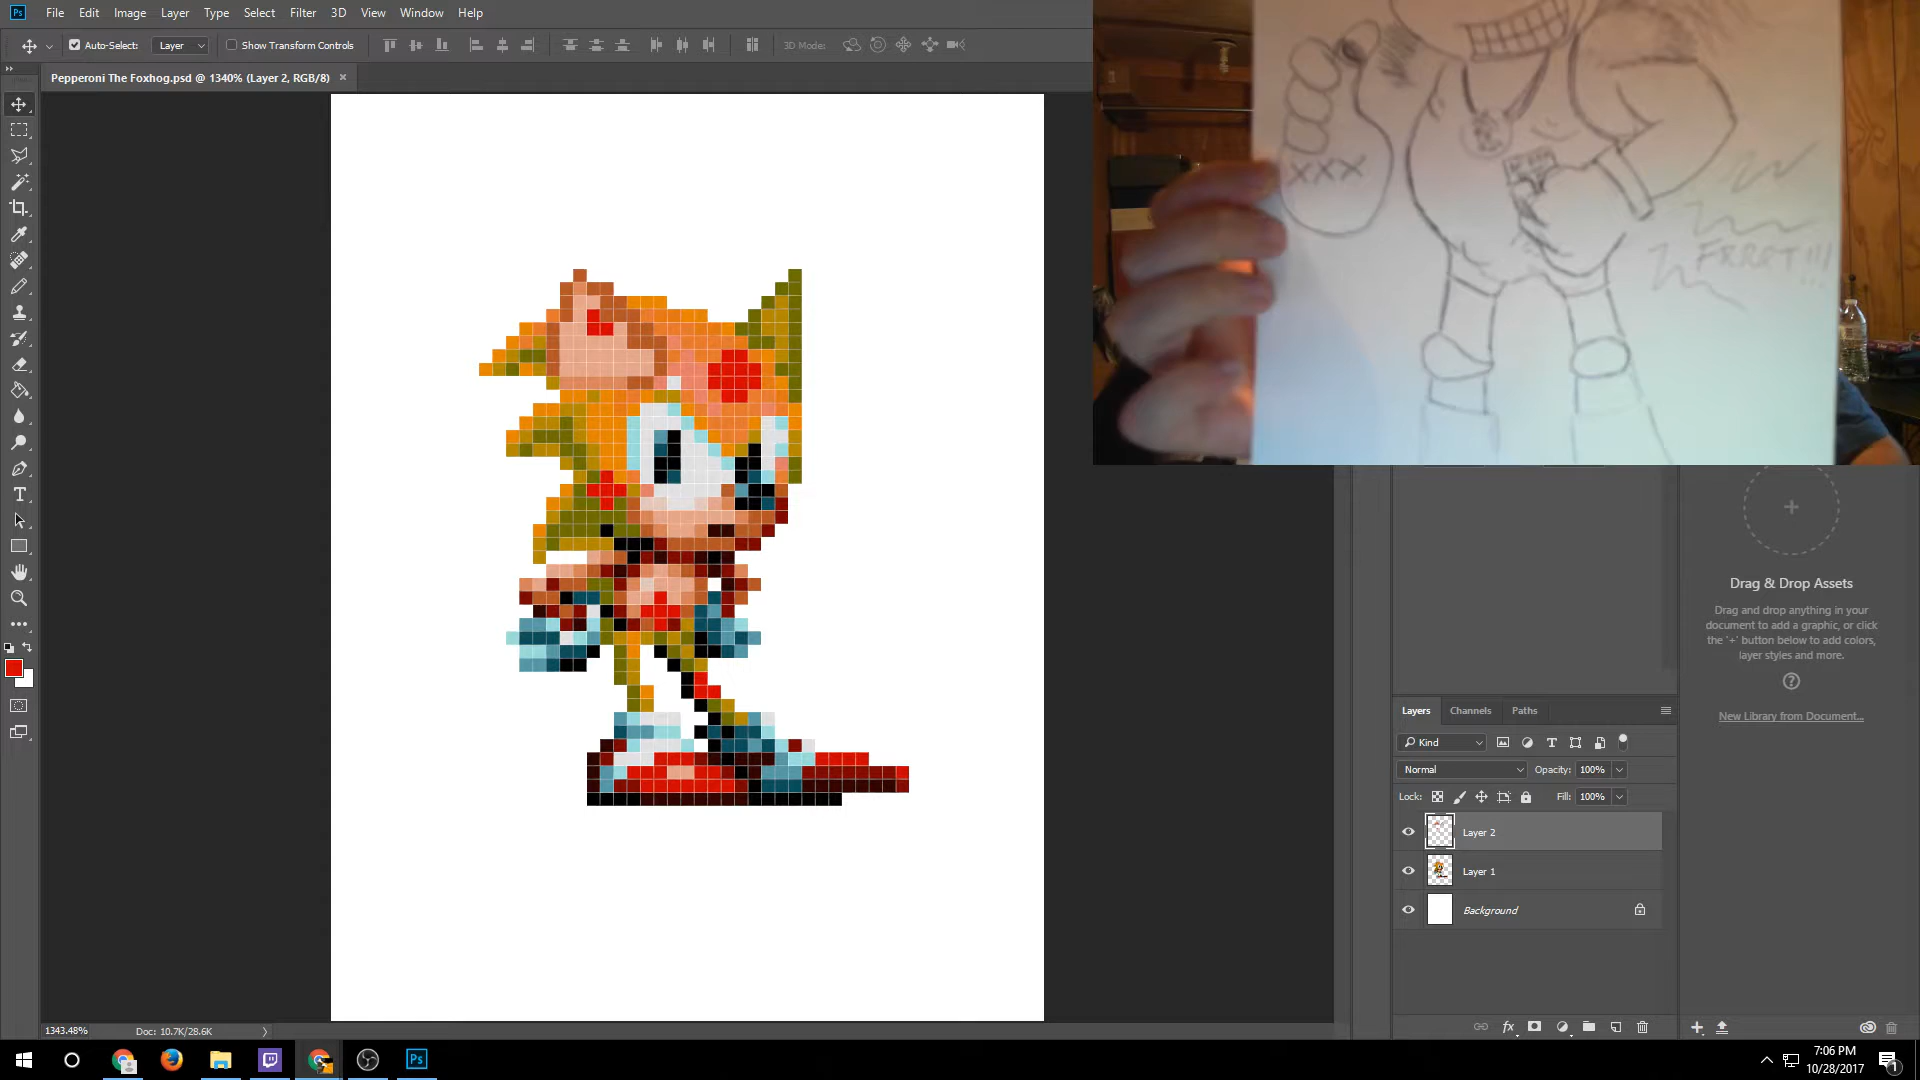 Ps File Edit Image Layer Type Select Filter 3D View Window Help
Auto-Select: Layer Show Transform Controls 3D Mode:
Pepperoni The Foxhog.psd @ 1340% (Layer 2, RGB/8) ×
XXX
FRRRT!!!
Drag & Drop Assets
Drag and drop anything in your
document to add a graphic, or click
the '+' button below to add colors,
layer styles and more.
New Library from Document...
Layers Channels Paths
Kind
Normal Opacity: 100%
Lock: Fill: 100%
Layer 2
Layer 1
Background
1343.48% Doc: 10.7K/28.6K
Ps
7:06 PM
10/28/2017
1